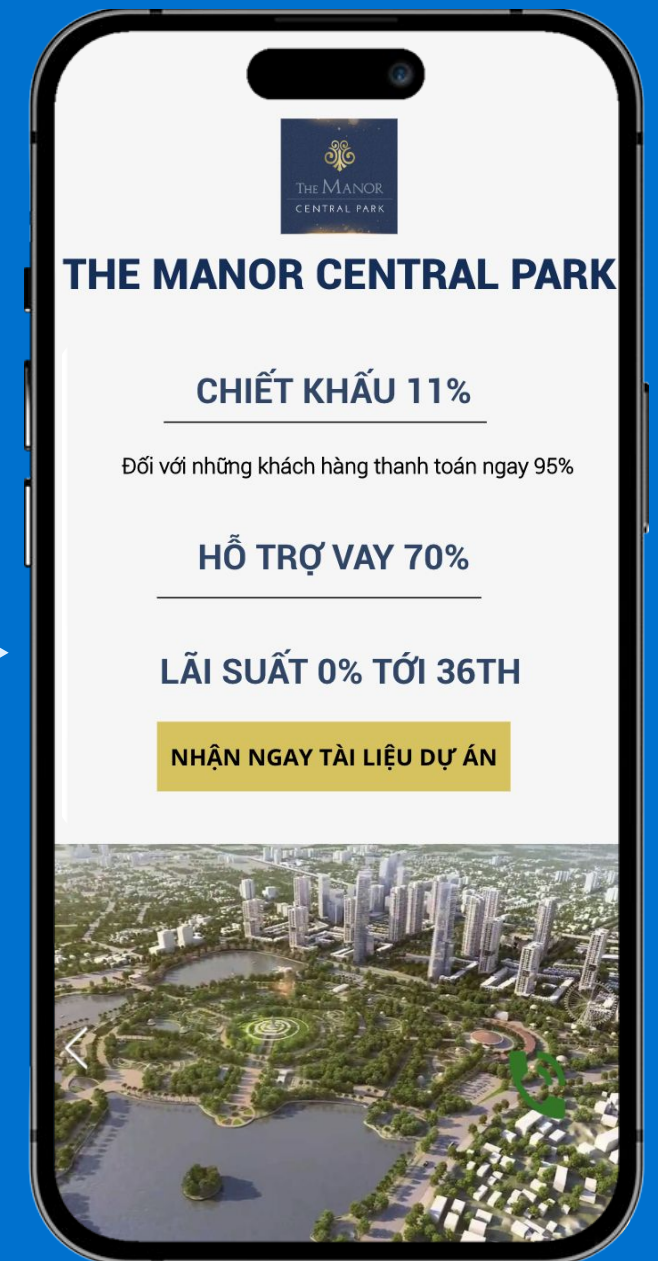 THE MANOR
CENTRAL PARK
THE MANOR CENTRAL PARK
CHIẾT KHẤU 11%
Đối với những khách hàng thanh toán ngay 95%
HỖ TRỢ VAY 70%
LÃI SUẤT 0% TỚI 36TH
NHẬN NGAY TÀI LIỆU DỰ ÁN